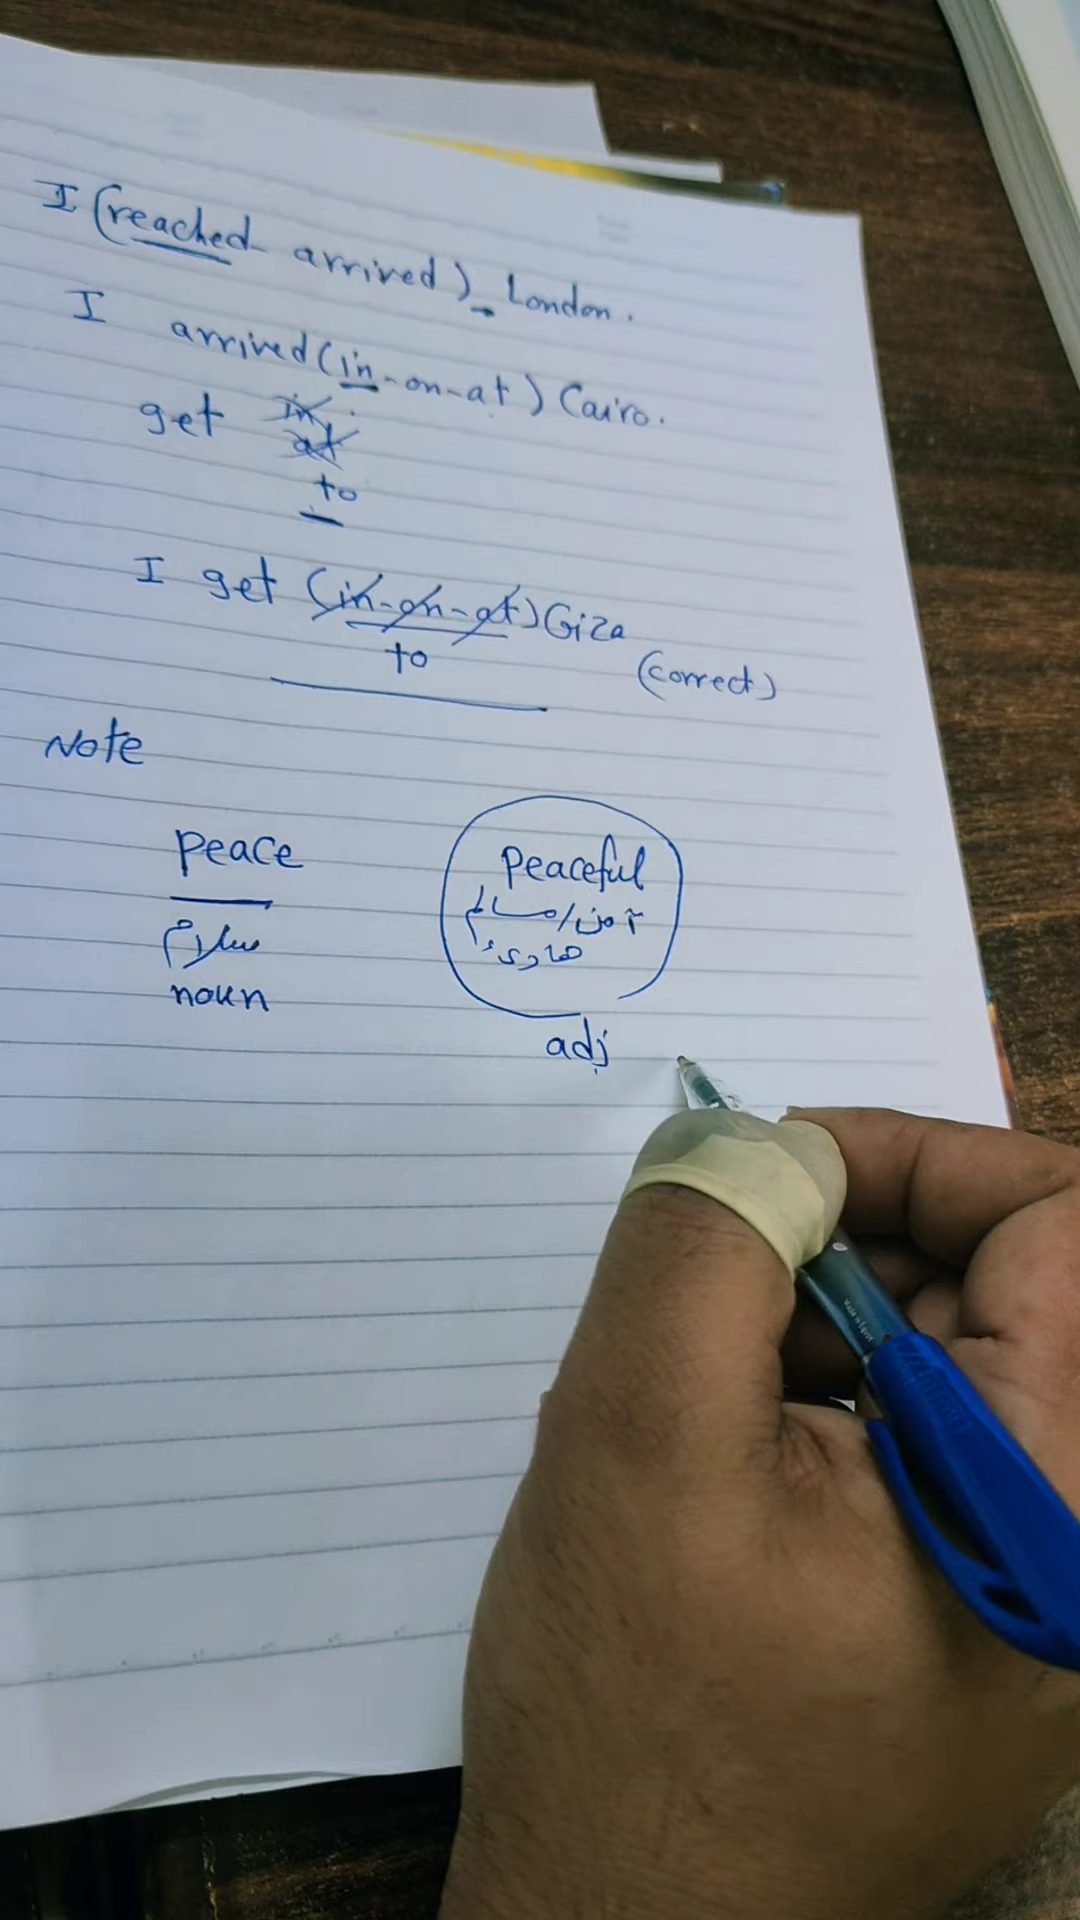 I (reached - arrived) - London.
I arrived (in - on - at) Cairo.
get in
at
to
I get (in - on - at) Giza
to (correct)
Note
peace
سلام
noun
Peaceful
آمن/مسالم
هادئ
adj